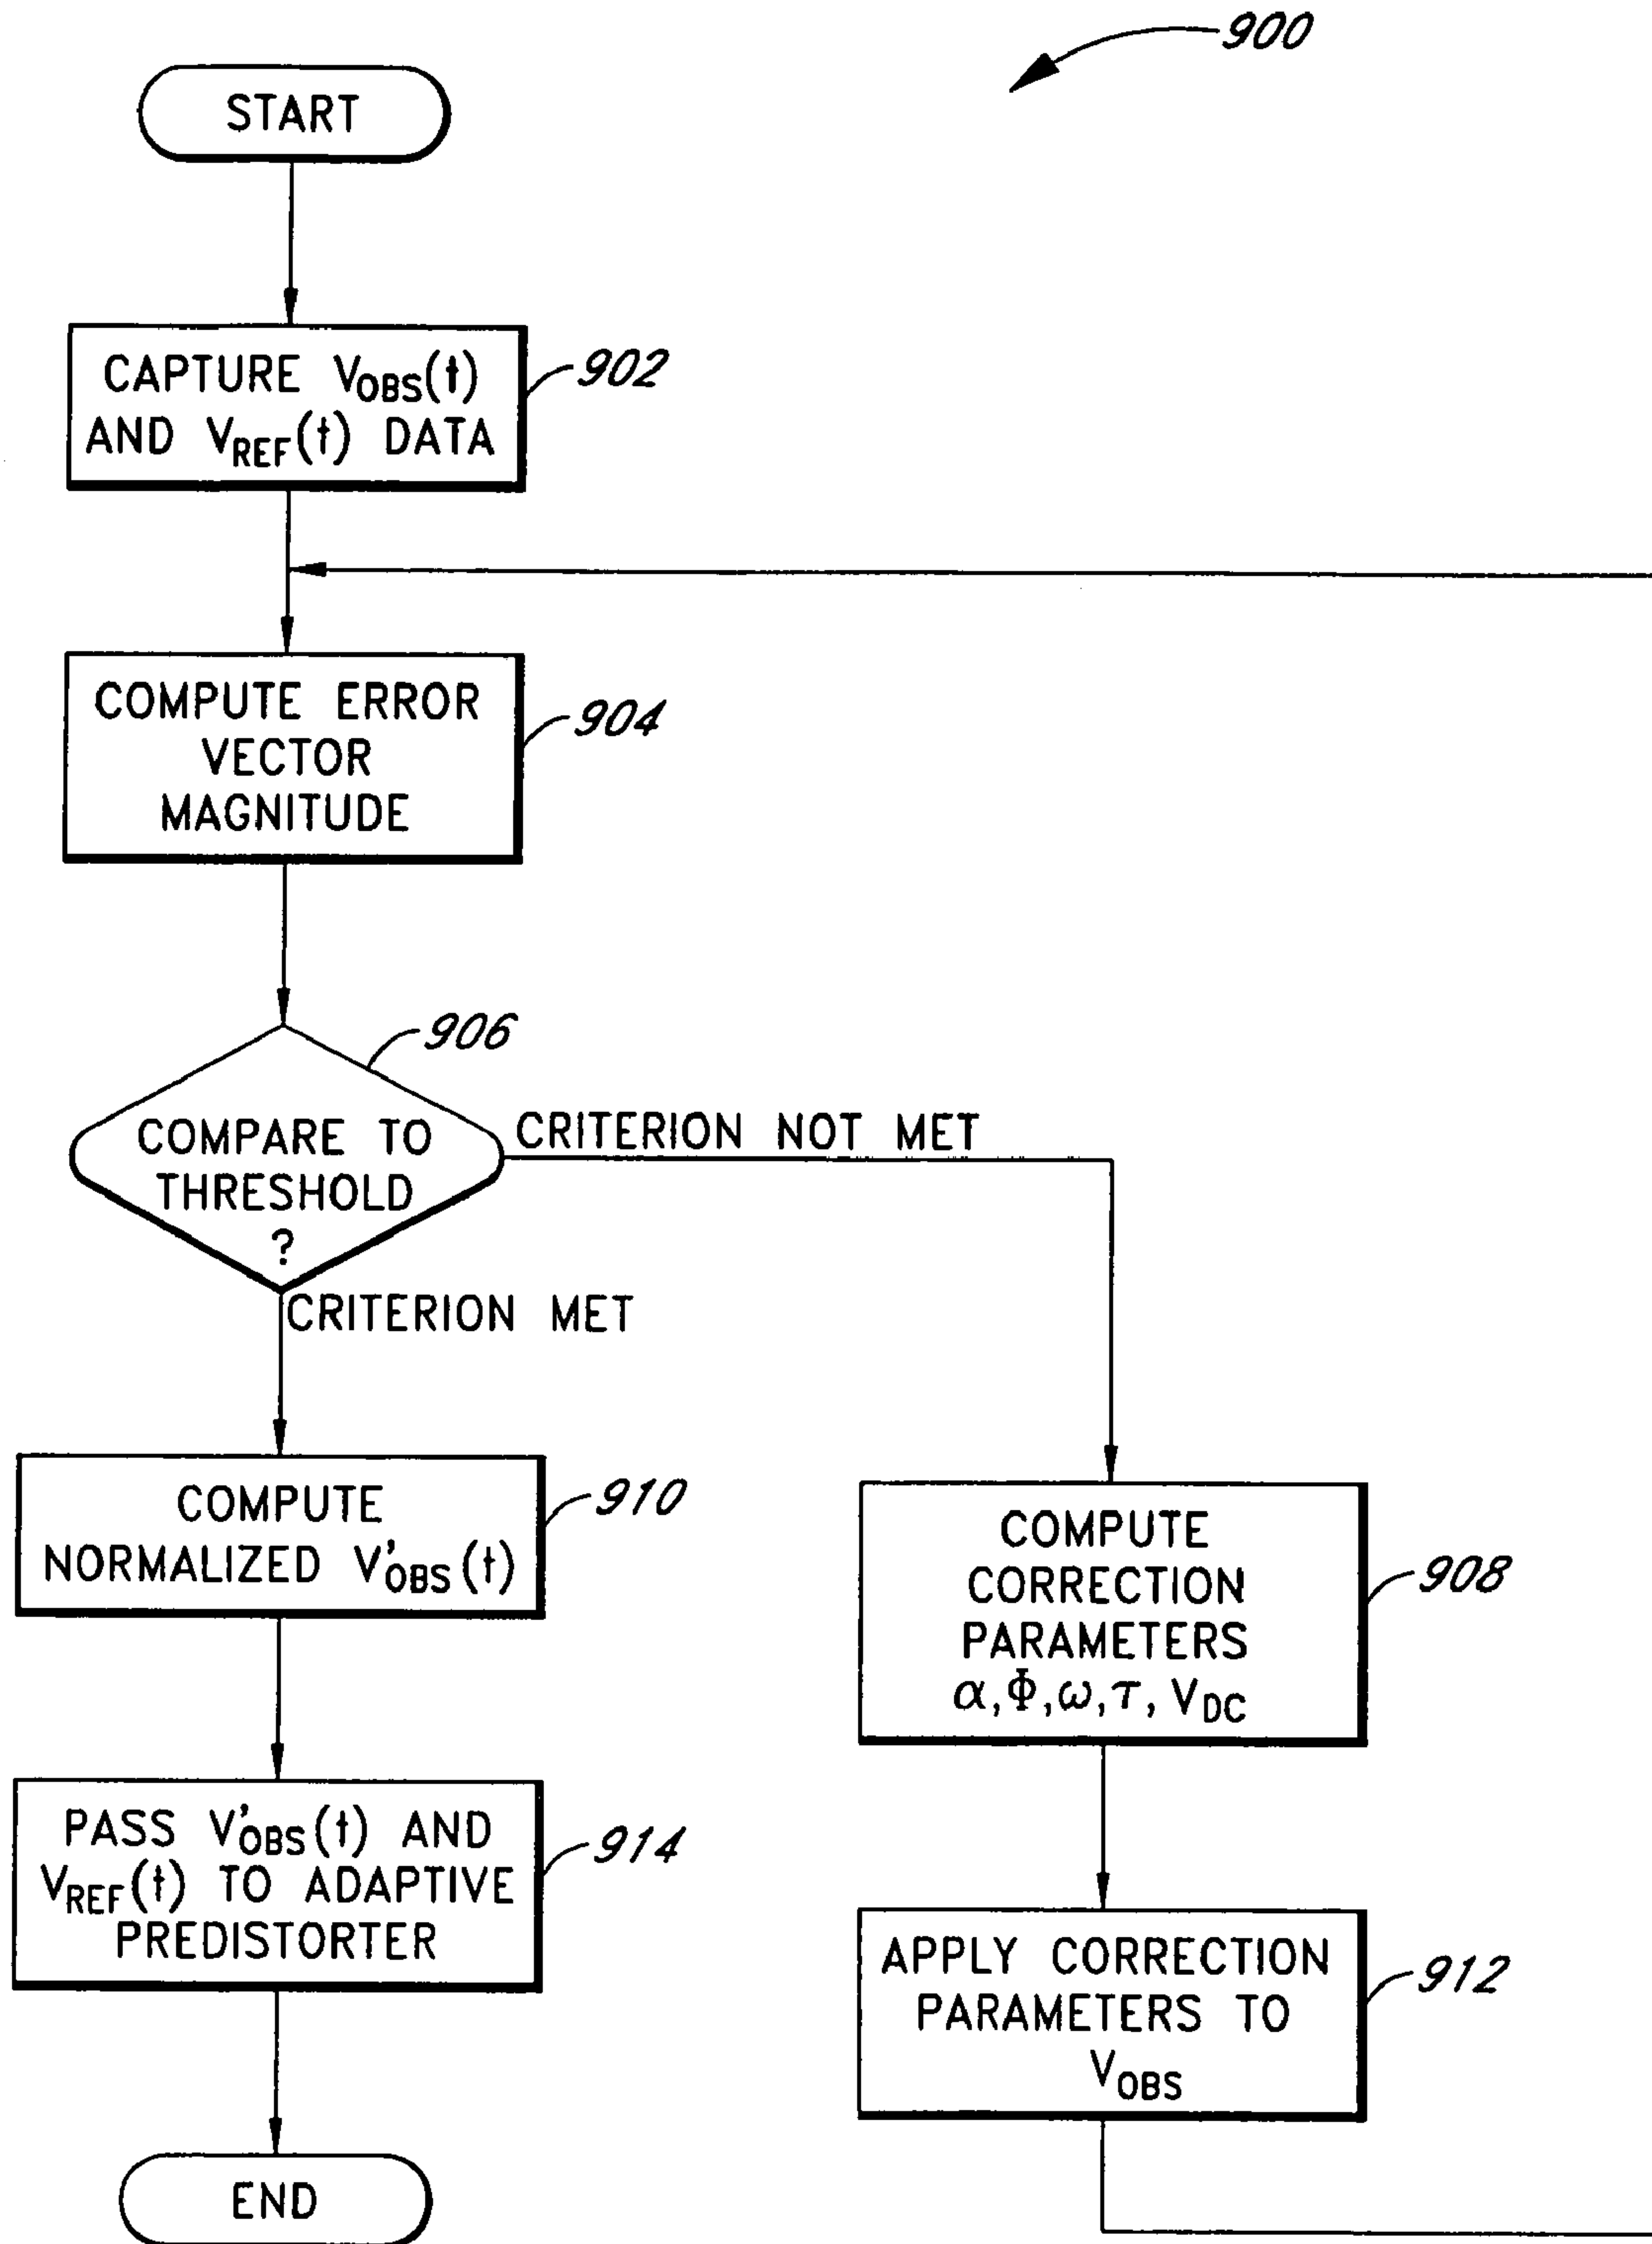 900
START
CAPTURE V_OBS(t)
AND V_REF(t) DATA
902
COMPUTE ERROR
VECTOR
MAGNITUDE
904
906
COMPARE TO
THRESHOLD
?
CRITERION NOT MET
CRITERION MET
COMPUTE
NORMALIZED V'_OBS(t)
910
COMPUTE
CORRECTION
PARAMETERS
α,Φ,ω,τ, V_DC
908
PASS V'_OBS(t) AND
V_REF(t) TO ADAPTIVE
PREDISTORTER
914
APPLY CORRECTION
PARAMETERS TO
V_OBS
912
END